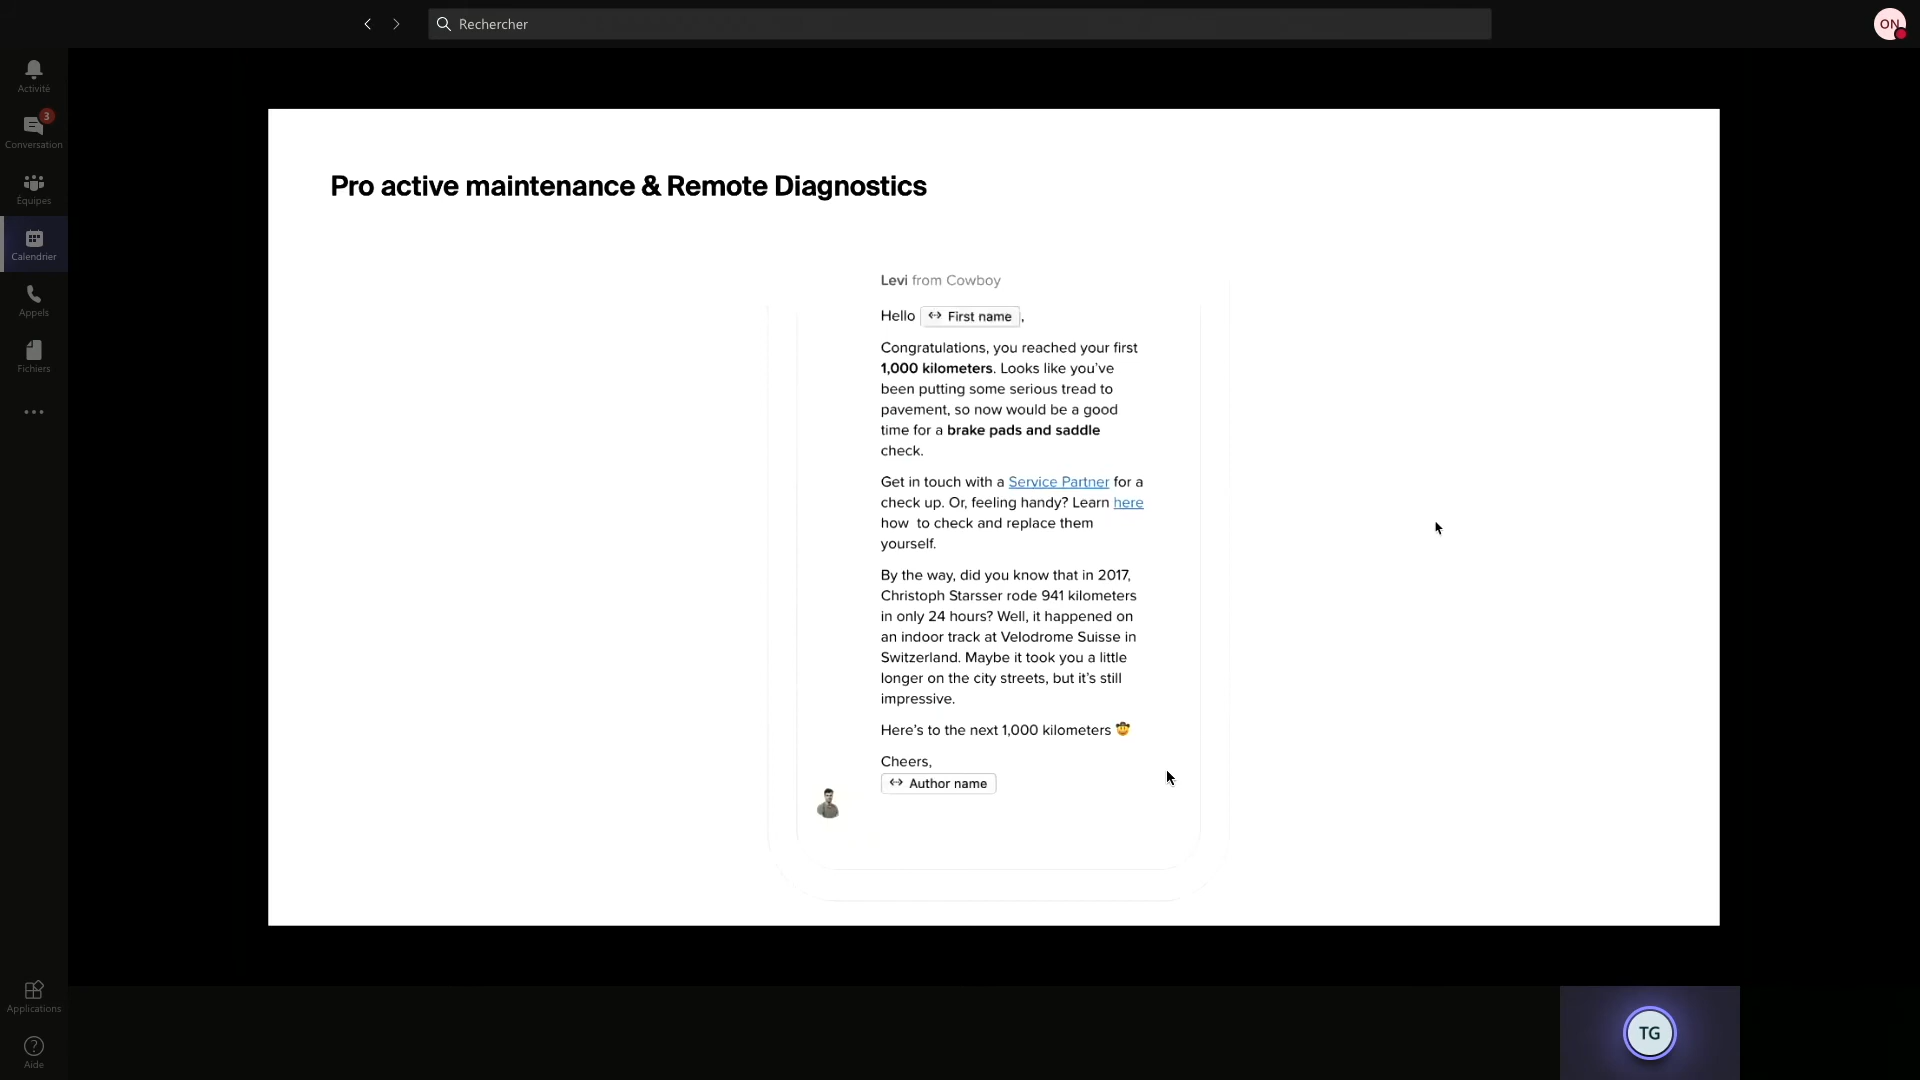 Rechercher
ON
Activité
3
Conversation
Équipes
Calendrier
Appels
Fichiers
Applications
Aide
Pro active maintenance & Remote Diagnostics
Levi from Cowboy
Hello First name,
Congratulations, you reached your first
1,000 kilometers. Looks like you've
been putting some serious tread to
pavement, so now would be a good
time for a brake pads and saddle
check.
Get in touch with a Service Partner for a
check up. Or, feeling handy? Learn here
how to check and replace them
yourself.
By the way, did you know that in 2017,
Christoph Starsser rode 941 kilometers
in only 24 hours? Well, it happened on
an indoor track at Velodrome Suisse in
Switzerland. Maybe it took you a little
longer on the city streets, but it's still
impressive.
Here's to the next 1,000 kilometers 🤠
Cheers,
Author name
TG